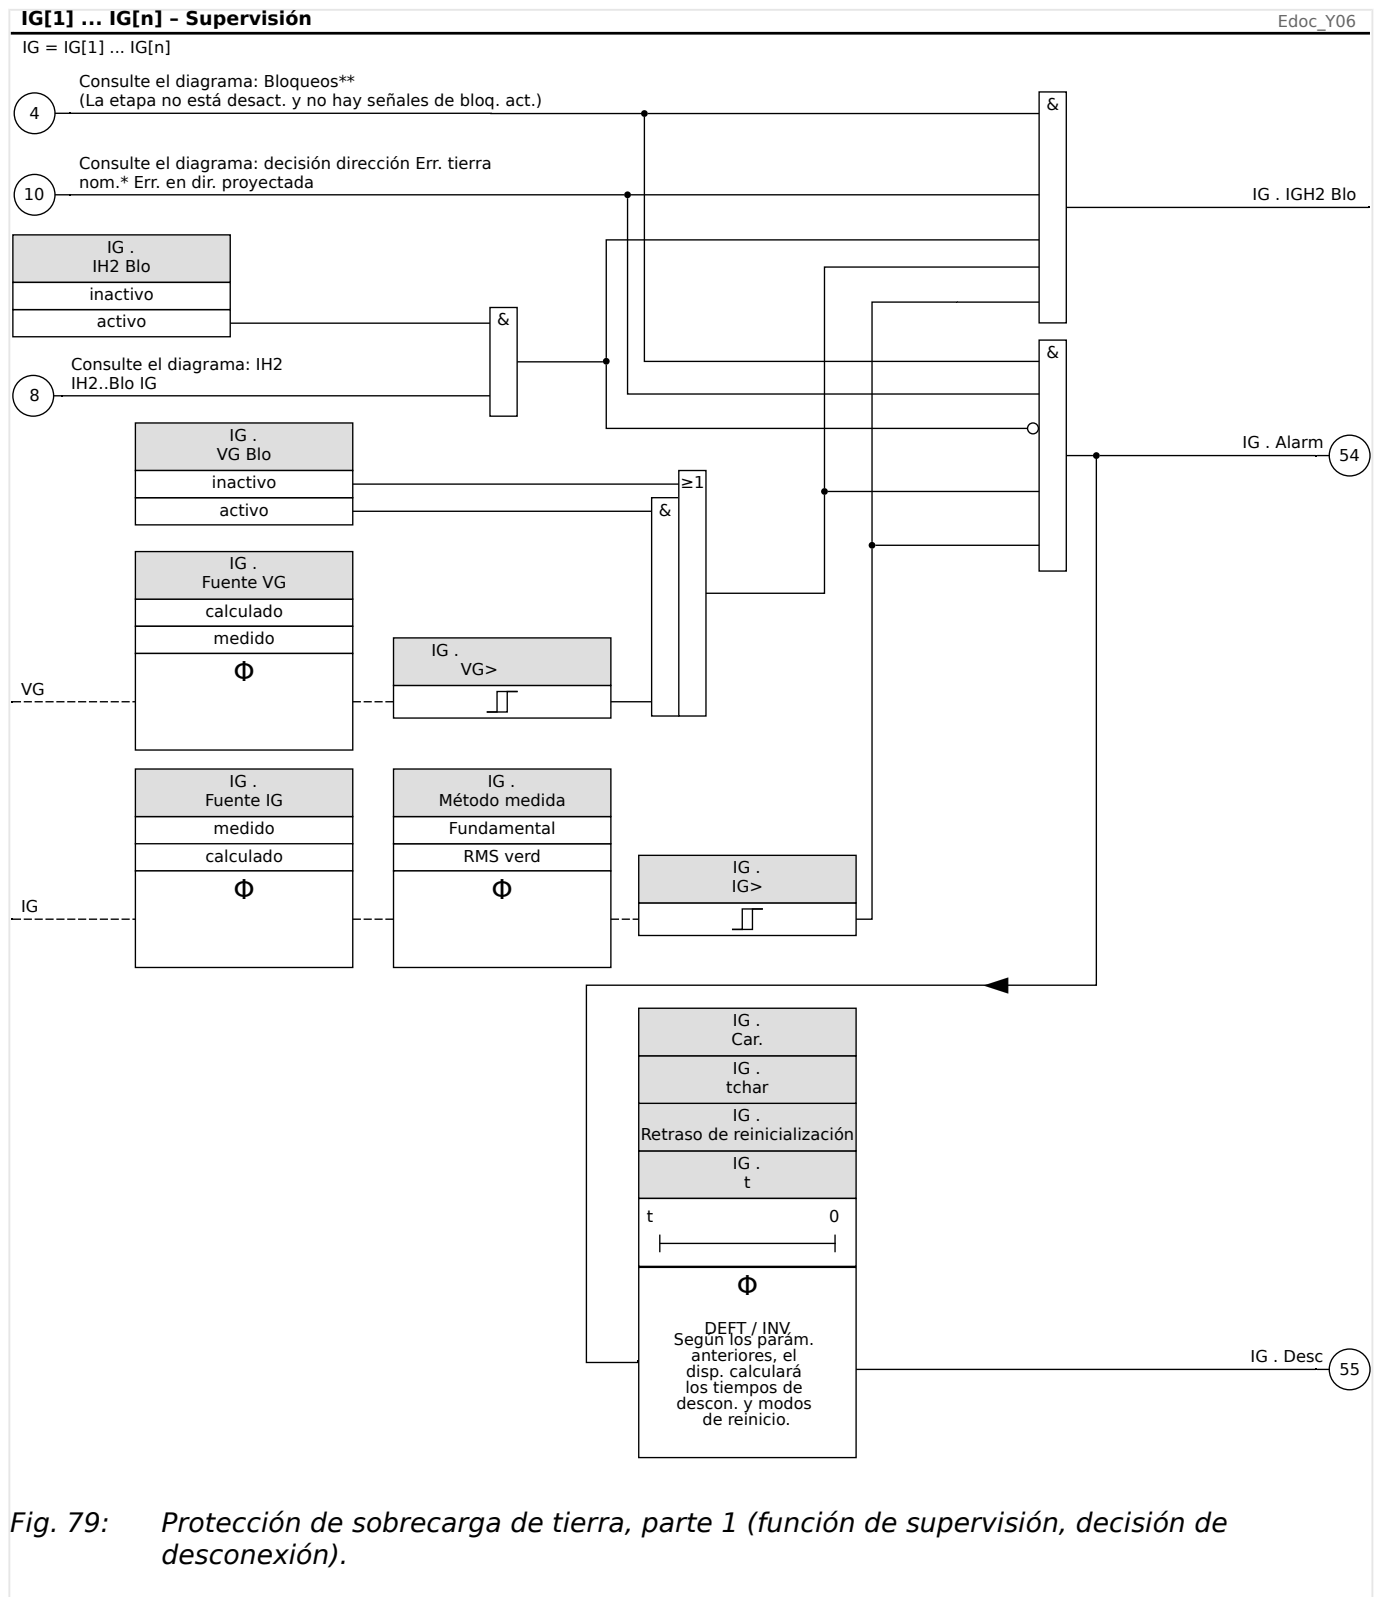 IG[1] ... IG[n] – Supervisión
Edoc_Y06
IG = IG[1] ... IG[n]
Consulte el diagrama: Bloqueos**
(La etapa no está desact. y no hay señales de bloq. act.)
4
&
Consulte el diagrama: decisión dirección Err. tierra
nom.* Err. en dir. proyectada
10
IG . IGH2 Blo
IG .
IH2 Blo
inactivo
activo
&
&
Consulte el diagrama: IH2
IH2..Blo IG
8
IG .
VG Blo
inactivo
activo
≥1
&
IG . Alarm
54
IG .
Fuente VG
calculado
medido
Φ
VG
IG .
VG>
IG .
Fuente IG
medido
calculado
Φ
IG
IG .
Método medida
Fundamental
RMS verd
Φ
IG .
IG>
IG .
Car.
IG .
tchar
IG .
Retraso de reinicialización
IG .
t
t 0
Φ
DEFT / INV
Según los parám.
anteriores, el
disp. calculará
los tiempos de
descon. y modos
de reinicio.
IG . Desc
55
Fig. 79: Protección de sobrecarga de tierra, parte 1 (función de supervisión, decisión de
desconexión).